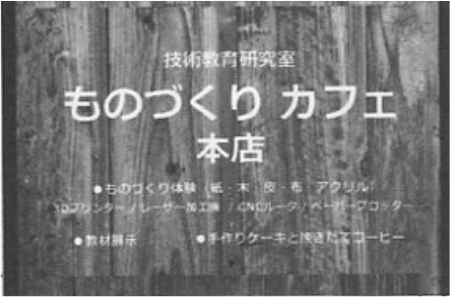 技術教育研究室
ものづくり カフェ
本店
●ものづくり体験（紙・木・皮・布・アクリル）
3Dプリンター / レーザー加工機 / CNCルータ / ペーパープロッター
●教材展示 ●手作りケーキと挽きたてコーヒー